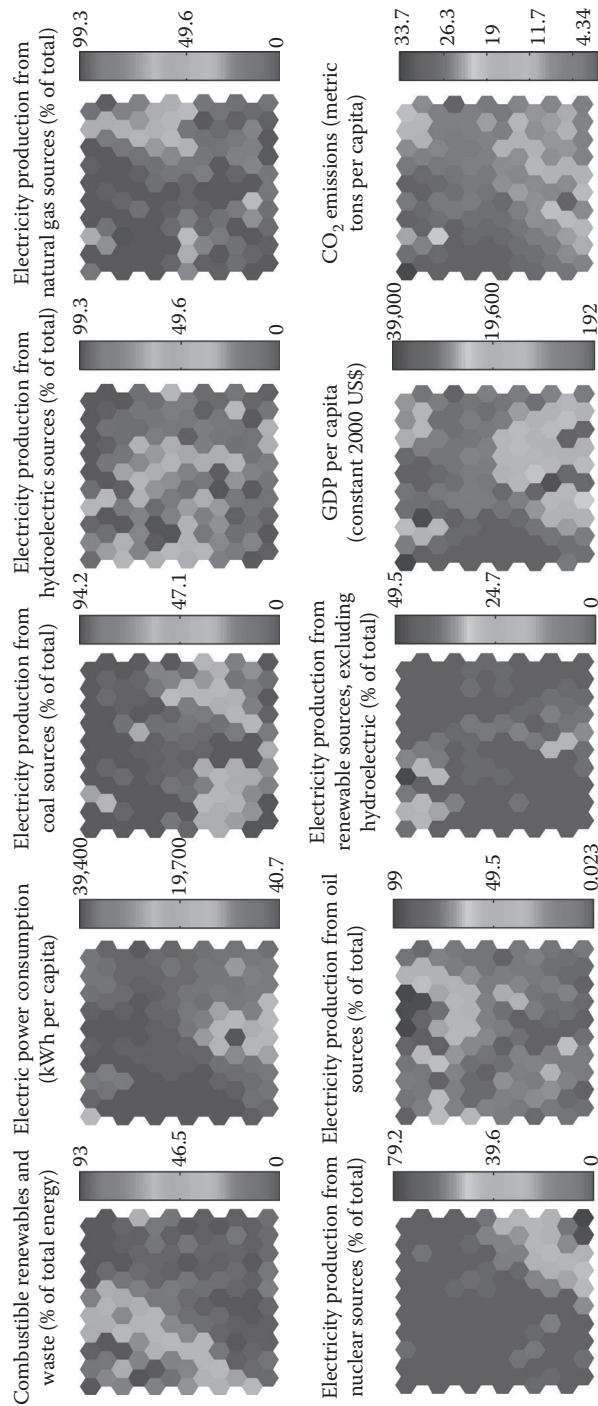 Combustible renewables and
waste (% of total energy)
93
46.5
0
Electric power consumption
(kWh per capita)
39,400
19,700
40.7
Electricity production from
coal sources (% of total)
94.2
47.1
0
Electricity production from
hydroelectric sources (% of total)
99.3
49.6
0
Electricity production from
natural gas sources (% of total)
99.3
49.6
0
Electricity production from
nuclear sources (% of total)
79.2
39.6
0
Electricity production from oil
sources (% of total)
99
49.5
0.023
Electricity production from
renewable sources, excluding
hydroelectric (% of total)
49.5
24.7
0
GDP per capita
(constant 2000 US$)
39,000
19,600
192
CO₂ emissions (metric
tons per capita)
33.7
26.3
19
11.7
4.34